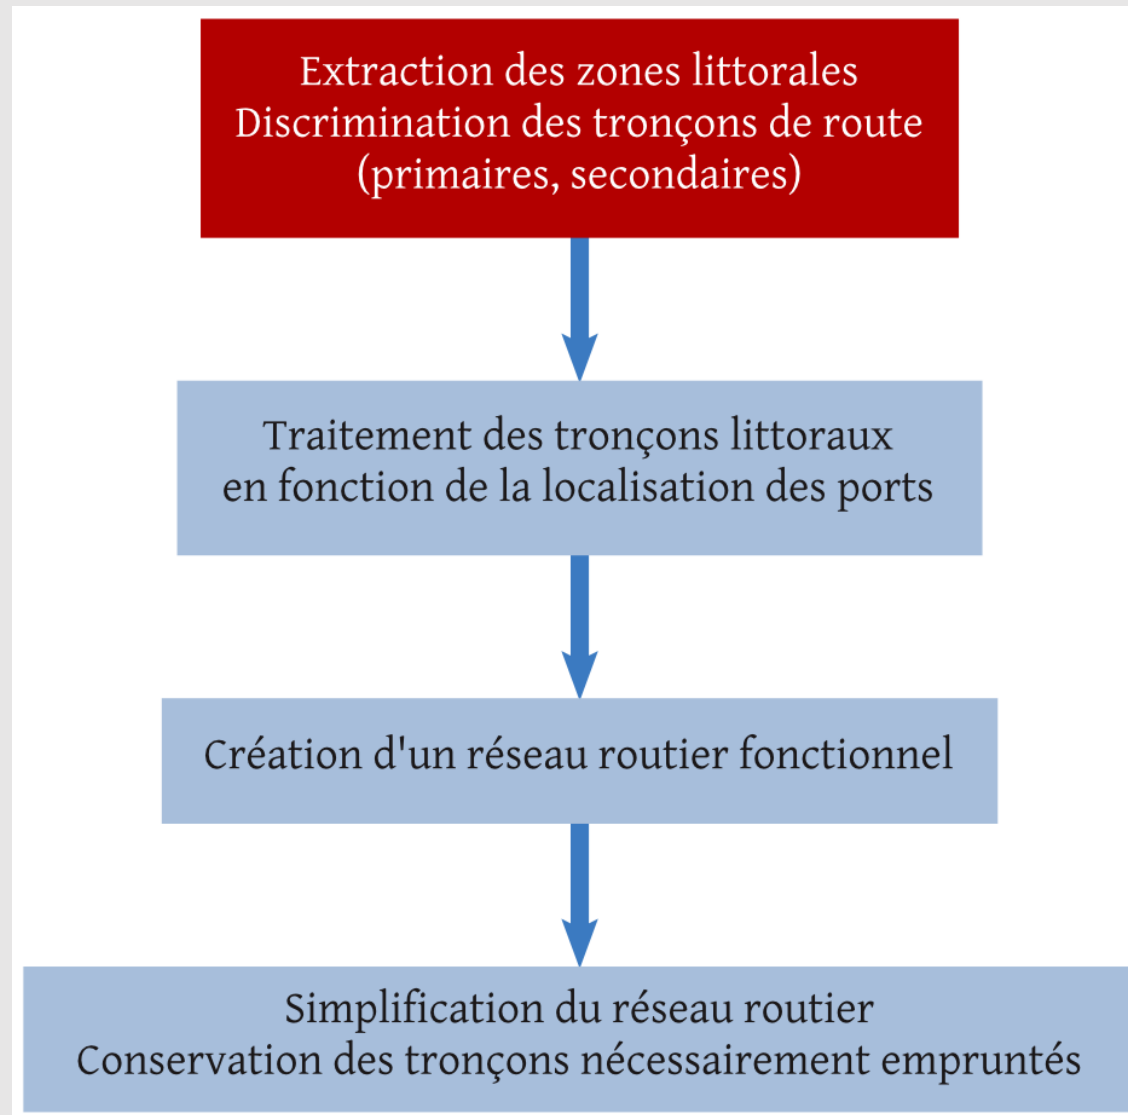 Extraction des zones littorales
Discrimination des tronçons de route
(primaires, secondaires)
Traitement des tronçons littoraux
en fonction de la localisation des ports
Création d'un réseau routier fonctionnel
Simplification du réseau routier
Conservation des tronçons nécessairement empruntés